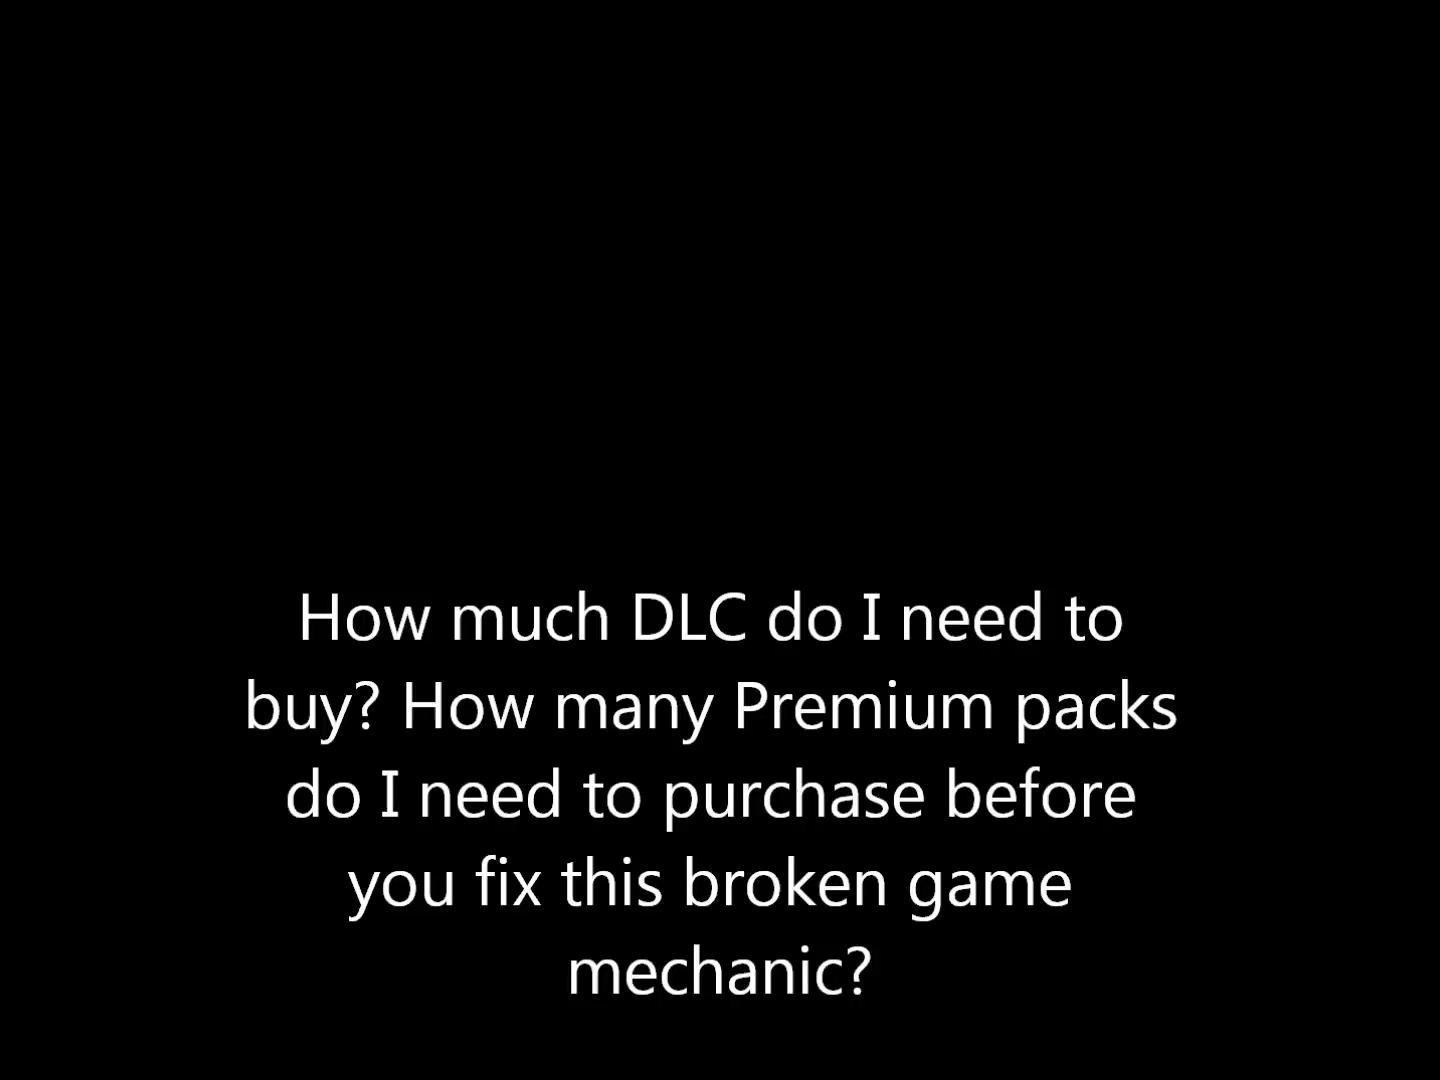 How much DLC do I need to
buy? How many Premium packs
do I need to purchase before
you fix this broken game
mechanic?